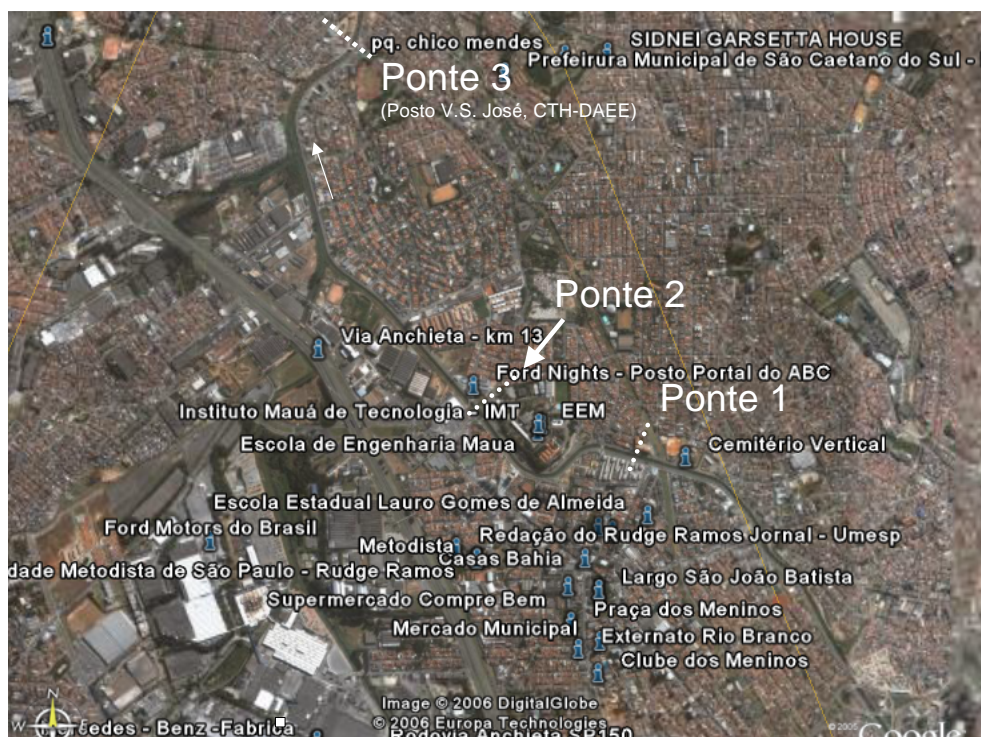 pq. chico mendes
SIDNEI GARSETTA HOUSE
Prefeirura Municipal de São Caetano do Sul -
Ponte 3
(Posto V.S. José, CTH-DAEE)
Ponte 2
Via Anchieta - km 13
Ford Nights - Posto Portal do ABC
Ponte 1
Instituto Mauá de Tecnologia - IMT
EEM
Escola de Engenharia Maua
Cemitério Vertical
Escola Estadual Lauro Gomes de Almeida
Ford Motors do Brasil
Redação do Rudge Ramos Jornal - Umesp
Metodista
Casas Bahia
dade Metodista de São Paulo - Rudge Ramos
Largo São João Batista
Supermercado Compre Bem
Praça dos Meninos
Mercado Municipal
Externato Rio Branco
Clube dos Meninos
N
Image © 2006 DigitalGlobe
W E
edes - Benz -Fabrica
© 2006 Europa Technologies
© 2005 Google
Rodovia Anchieta SP150